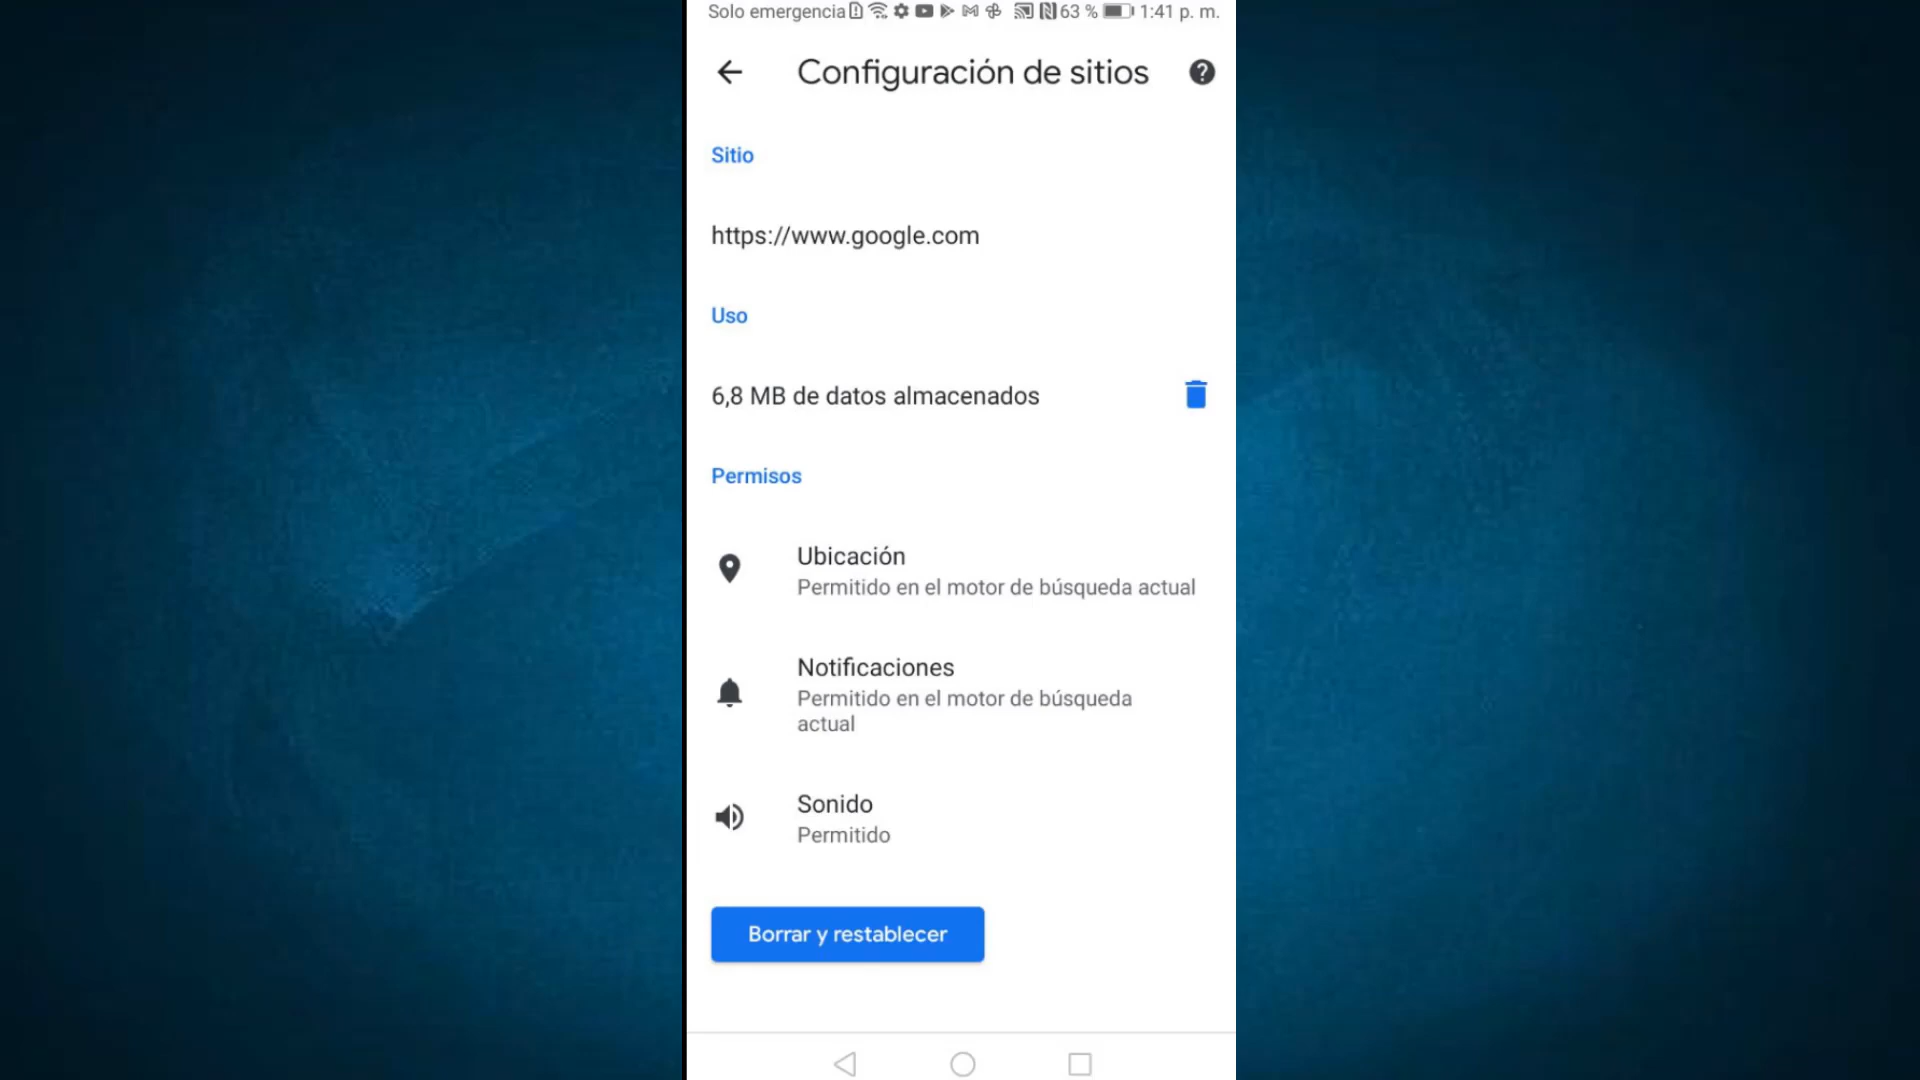 Solo emergencia 63 % 1:41 p. m.
Configuración de sitios
Sitio
https://www.google.com
Uso
6,8 MB de datos almacenados
Permisos
Ubicación
Permitido en el motor de búsqueda actual
Notificaciones
Permitido en el motor de búsqueda
actual
Sonido
Permitido
Borrar y restablecer